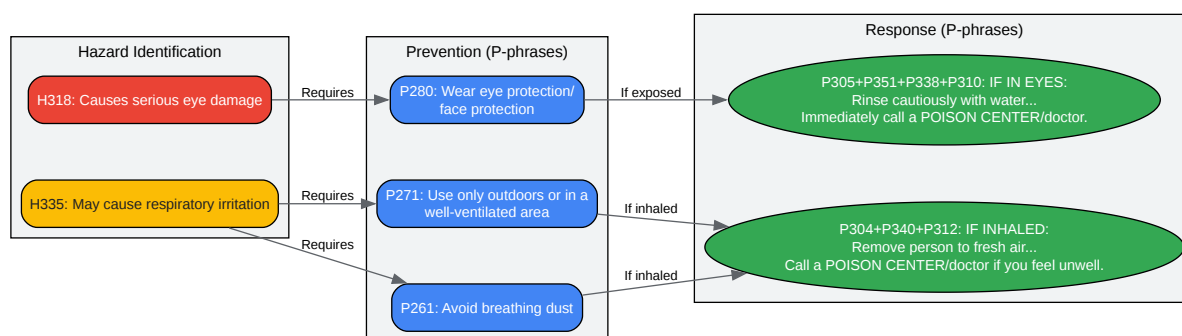 Hazard Identification
H318: Causes serious eye damage
H335: May cause respiratory irritation
Requires
Requires
Requires
Prevention (P-phrases)
P280: Wear eye protection/
face protection
P271: Use only outdoors or in a
well-ventilated area
P261: Avoid breathing dust
If exposed
If inhaled
If inhaled
Response (P-phrases)
P305+P351+P338+P310: IF IN EYES:
Rinse cautiously with water...
Immediately call a POISON CENTER/doctor.
P304+P340+P312: IF INHALED:
Remove person to fresh air...
Call a POISON CENTER/doctor if you feel unwell.